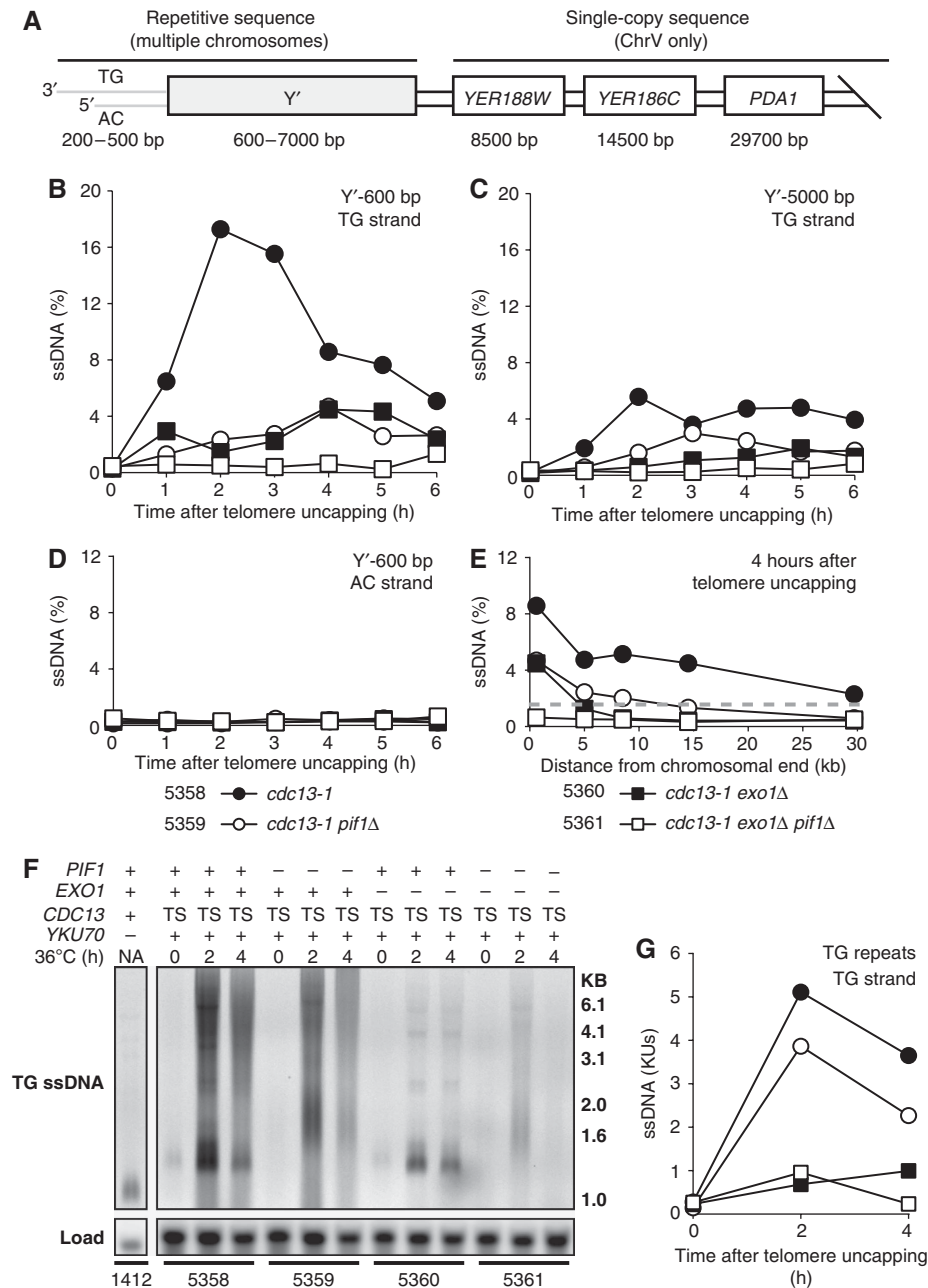 A
Repetitive sequence
(multiple chromosomes)
Single-copy sequence
(ChrV only)
3′ TG
5′ AC
Y′
YER188W
YER186C
PDA1
200–500 bp
600–7000 bp
8500 bp
14500 bp
29700 bp
B
Y′-600 bp
TG strand
20
16
12
8
4
0
ssDNA (%)
0 1 2 3 4 5 6
Time after telomere uncapping (h)
C
Y′-5000 bp
TG strand
20
16
12
8
4
0
ssDNA (%)
0 1 2 3 4 5 6
Time after telomere uncapping (h)
D
Y′-600 bp
AC strand
12
8
4
0
ssDNA (%)
0 1 2 3 4 5 6
Time after telomere uncapping (h)
E
4 hours after
telomere uncapping
12
8
4
0
ssDNA (%)
0 5 10 15 20 25 30
Distance from chromosomal end (kb)
5358 cdc13-1
5359 cdc13-1 pif1Δ
5360 cdc13-1 exo1Δ
5361 cdc13-1 exo1Δ pif1Δ
F
PIF1 + + + + – – – + + + – – –
EXO1 + + + + + + + – – – – – –
CDC13 + TS TS TS TS TS TS TS TS TS TS TS TS
YKU70 – + + + + + + + + + + + +
36°C (h) NA 0 2 4 0 2 4 0 2 4 0 2 4
TG ssDNA
KB
6.1
4.1
3.1
2.0
1.6
1.0
Load
1412 5358 5359 5360 5361
G
TG repeats
TG strand
6
5
4
3
2
1
0
ssDNA (KUs)
0 2 4
Time after telomere uncapping
(h)